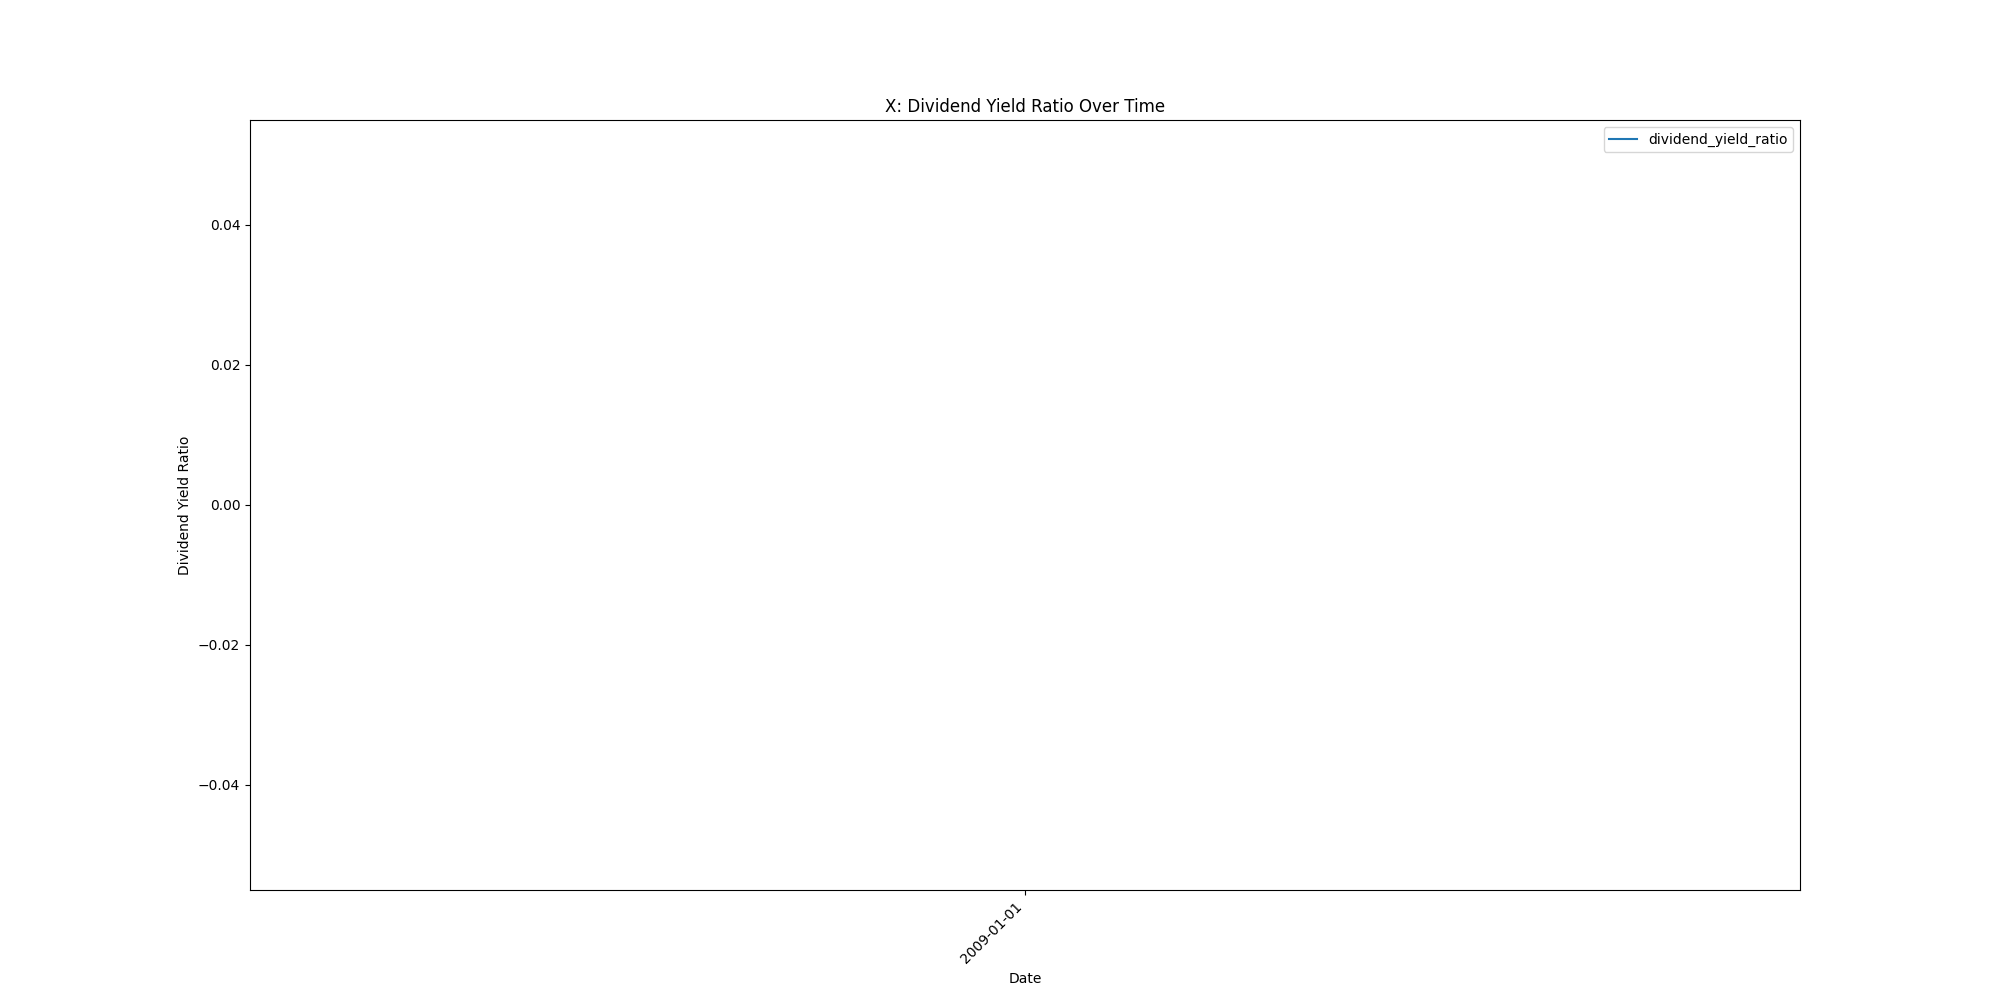 X: Dividend Yield Ratio Over Time
dividend_yield_ratio
0.04
0.02
0.00
−0.02
−0.04
Dividend Yield Ratio
2009-01-01
Date